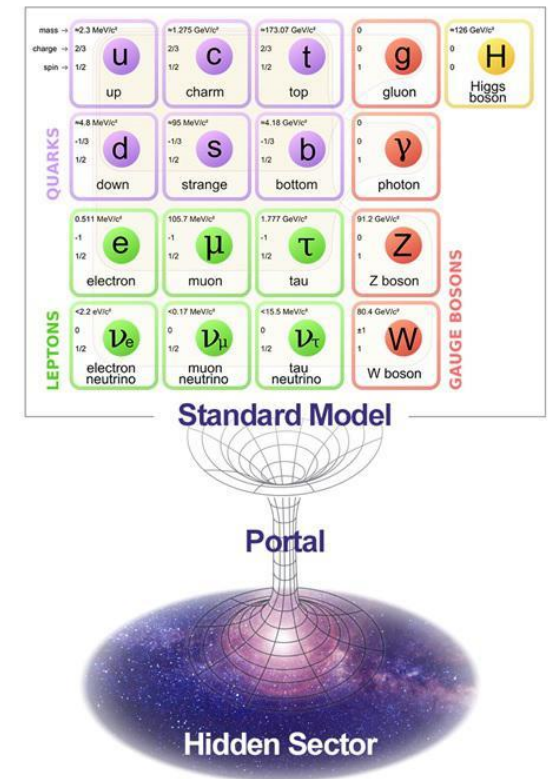 mass → ≈2.3 MeV/c²
charge → 2/3
spin → 1/2
u
up
≈1.275 GeV/c²
2/3
1/2
c
charm
≈173.07 GeV/c²
2/3
1/2
t
top
0
0
1
g
gluon
≈126 GeV/c²
0
0
H
Higgs
boson
QUARKS
≈4.8 MeV/c²
-1/3
1/2
d
down
≈95 MeV/c²
-1/3
1/2
s
strange
≈4.18 GeV/c²
-1/3
1/2
b
bottom
0
0
1
γ
photon
LEPTONS
0.511 MeV/c²
-1
1/2
e
electron
105.7 MeV/c²
-1
1/2
μ
muon
1.777 GeV/c²
-1
1/2
τ
tau
91.2 GeV/c²
0
1
Z
Z boson
GAUGE BOSONS
<2.2 eV/c²
0
1/2
νe
electron
neutrino
<0.17 MeV/c²
0
1/2
νμ
muon
neutrino
<15.5 MeV/c²
0
1/2
ντ
tau
neutrino
80.4 GeV/c²
±1
1
W
W boson
Standard Model
Portal
Hidden Sector